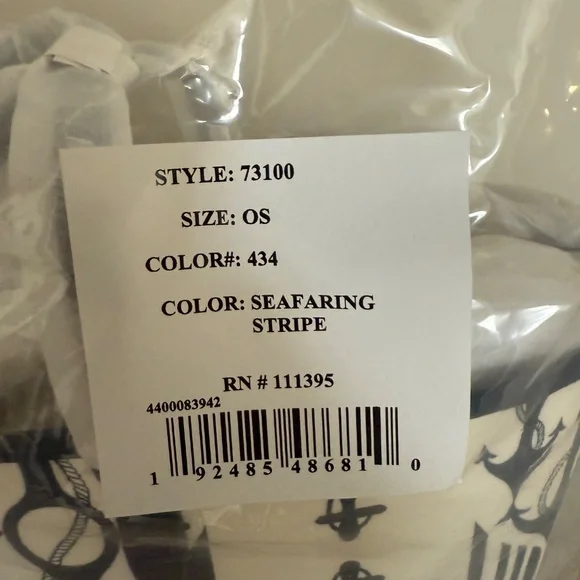 STYLE: 73100
SIZE: OS
COLOR#: 434
COLOR: SEAFARING
STRIPE
RN # 111395
4400083942
1 92485 48681 0